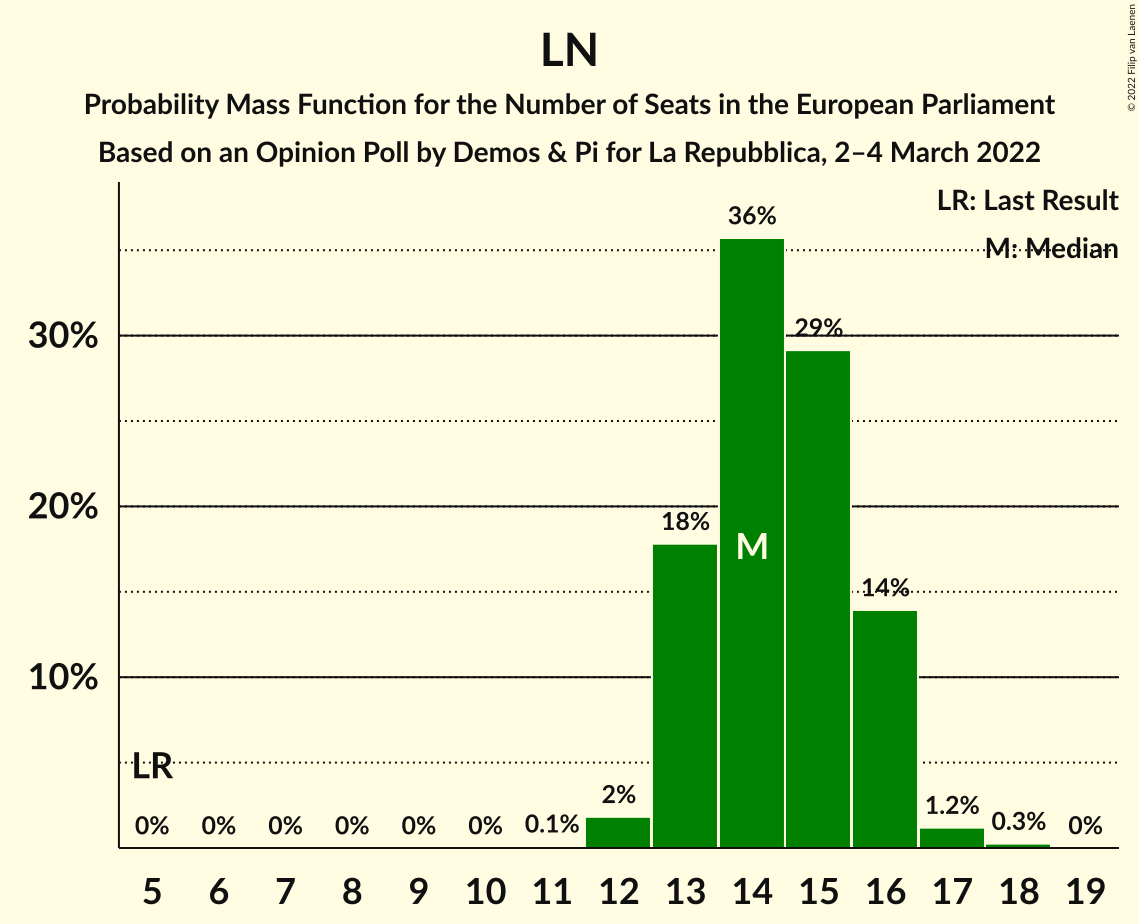 LN
Probability Mass Function for the Number of Seats in the European Parliament
Based on an Opinion Poll by Demos & Pi for La Repubblica, 2–4 March 2022
© 2022 Filip van Laenen
LR: Last Result
M: Median
36%
29%
30%
20%
18%
M
14%
10%
LR
0%
0%
0%
0%
0%
0%
0.1%
2%
1.2%
0.3%
0%
5 6 7 8 9 10 11 12 13 14 15 16 17 18 19